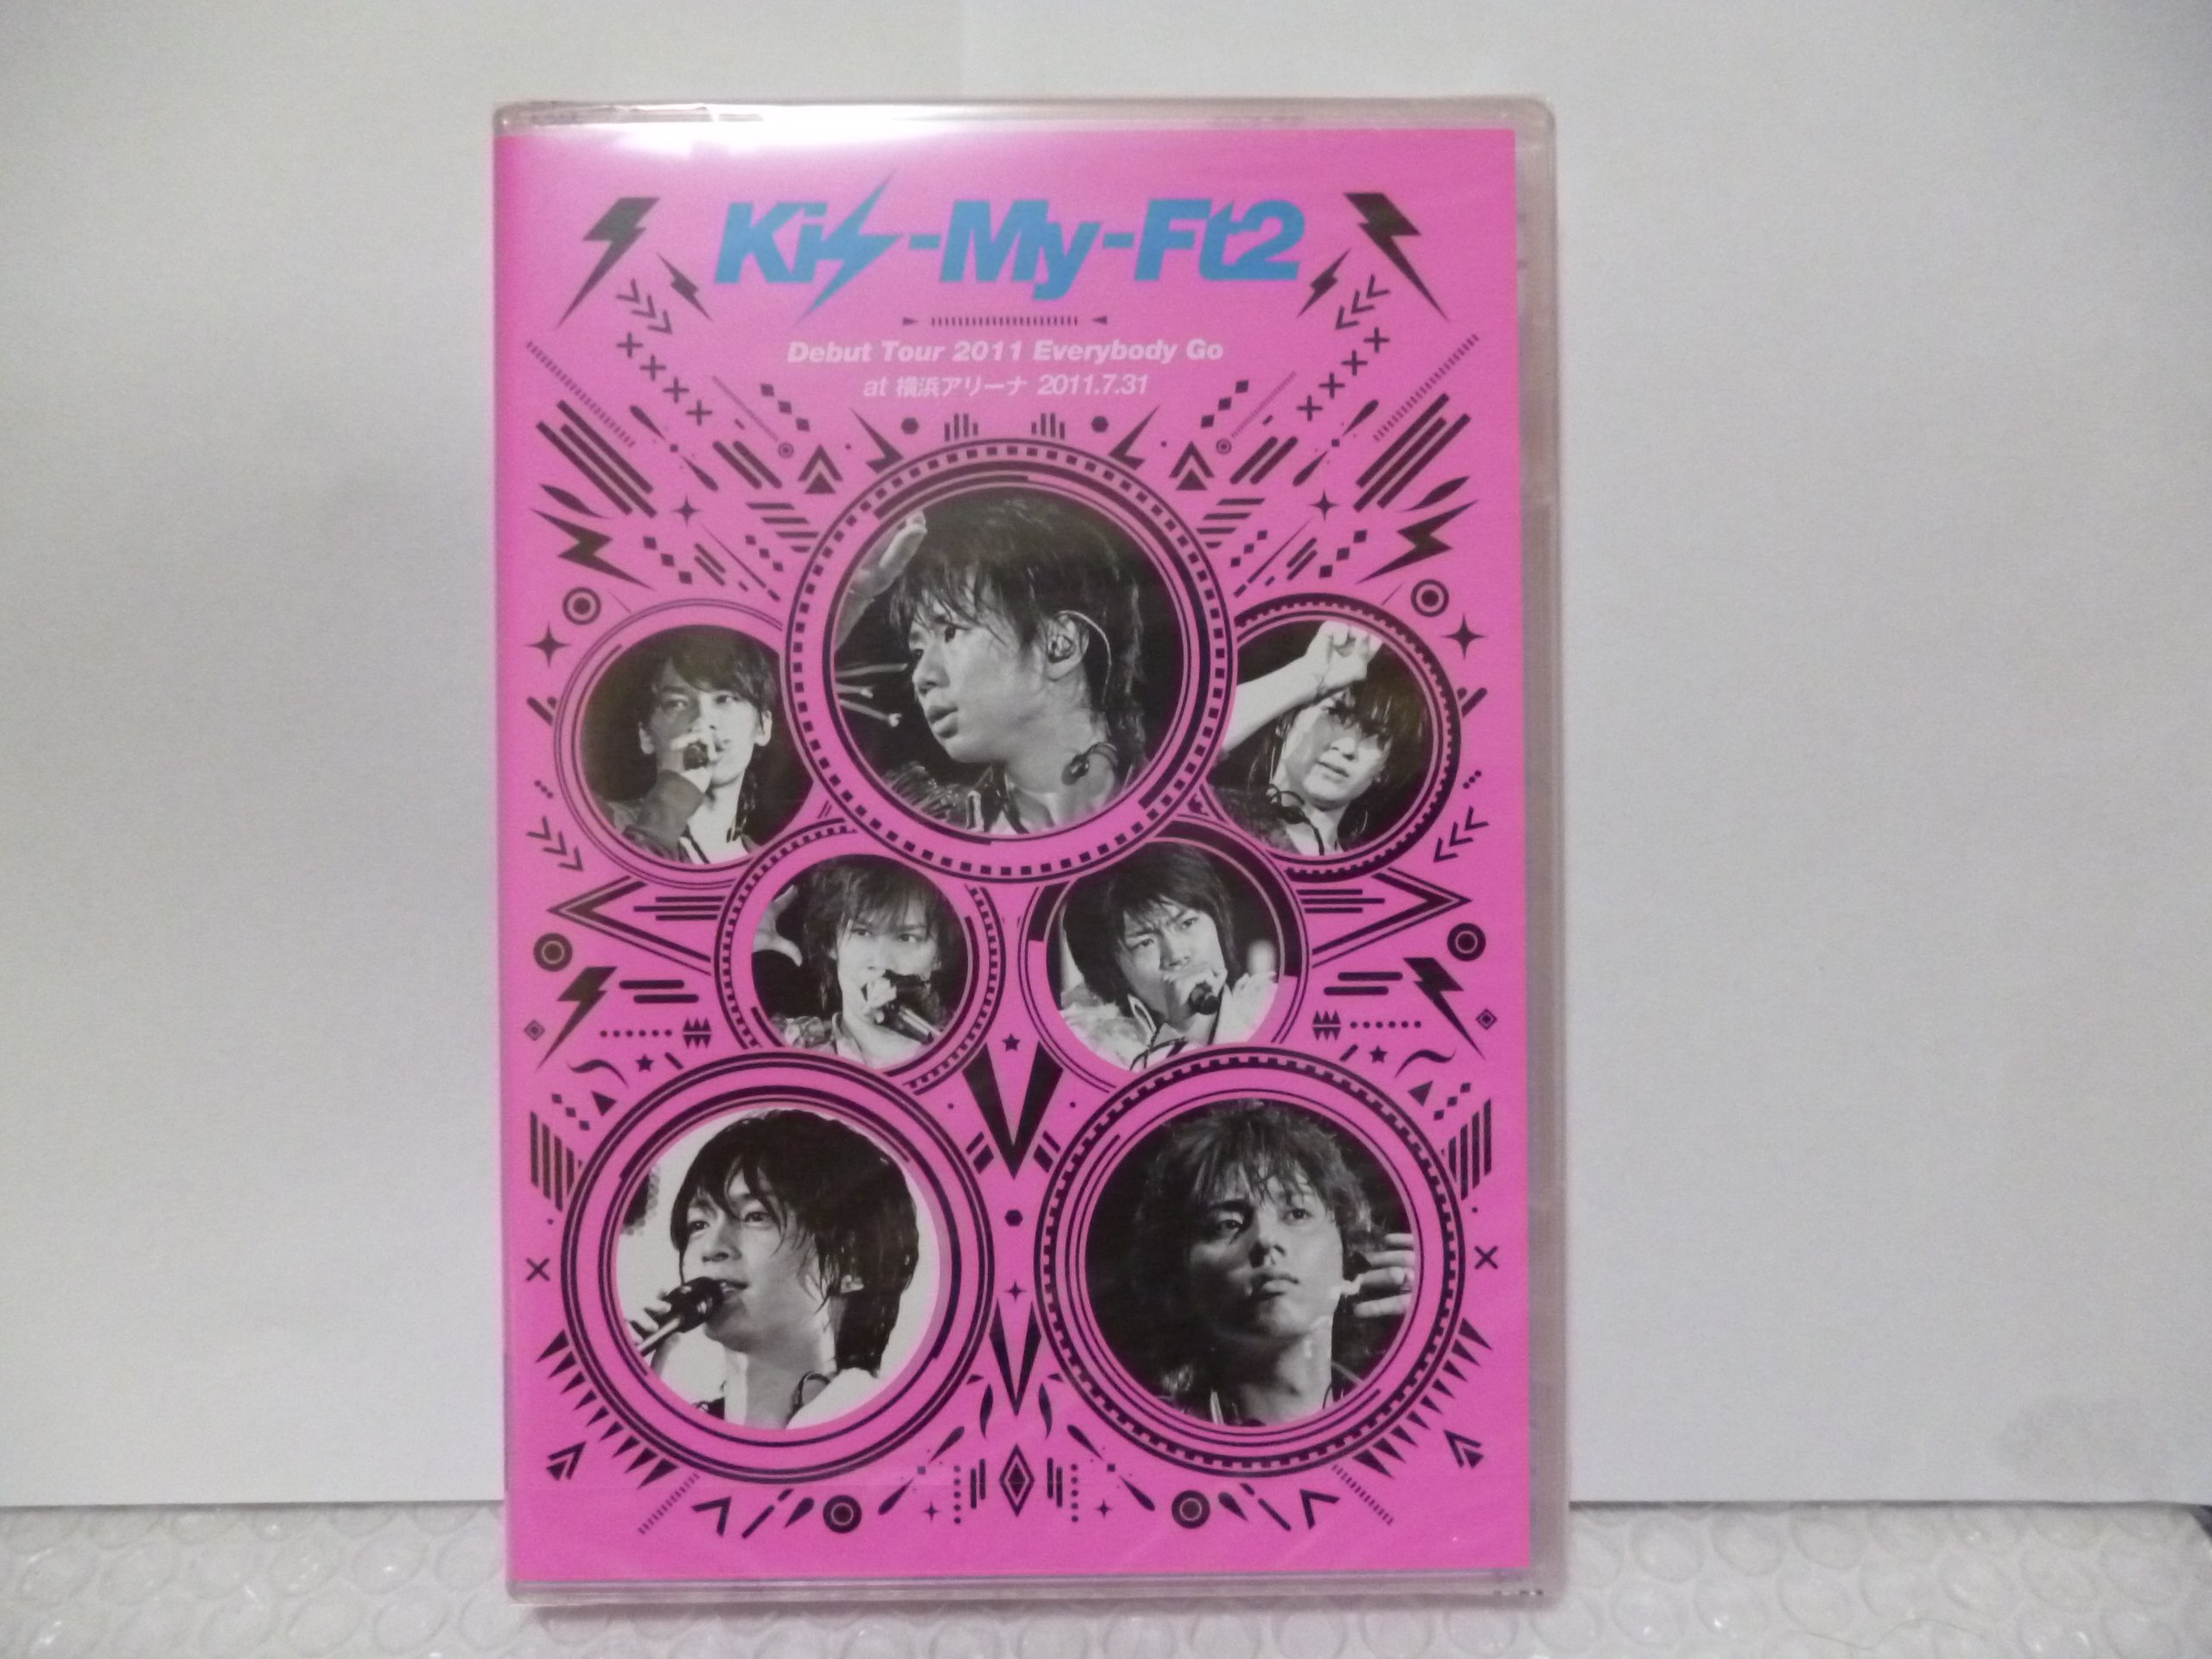 Kis-My-Ft2
Debut Tour 2011 Everybody Go
at 横浜アリーナ 2011.7.31